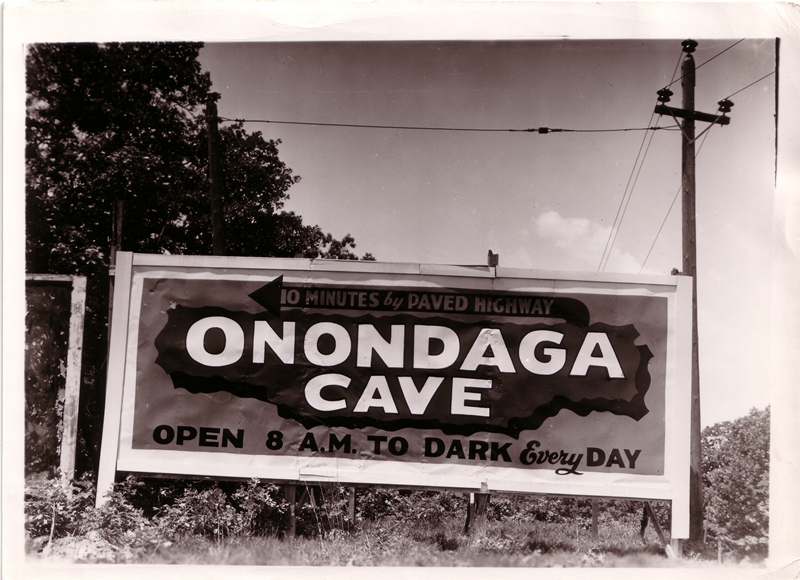 10 MINUTES by PAVED HIGHWAY
ONONDAGA
CAVE
OPEN 8 A.M. TO DARK Every DAY